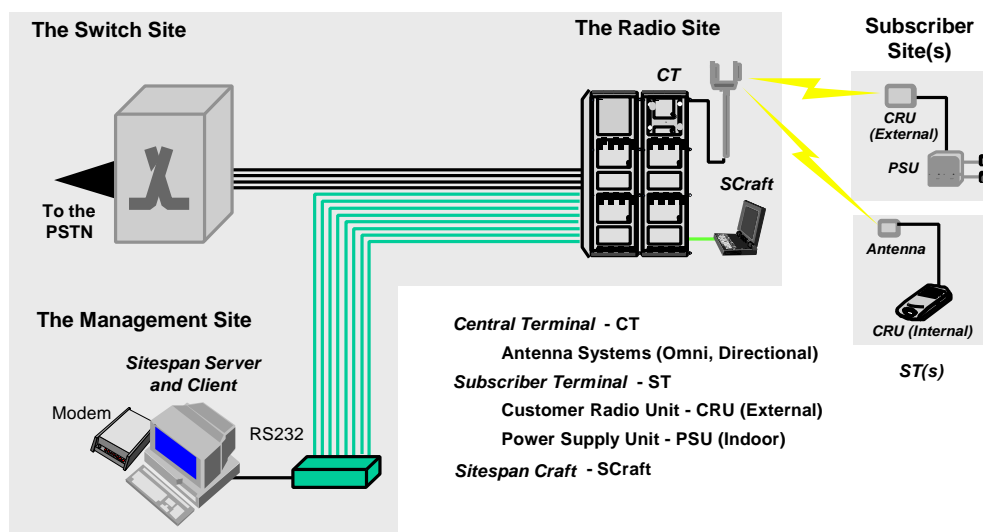 The Switch Site
The Radio Site
Subscriber
Site(s)
CT
CRU
(External)
PSU
SCraft
To the
PSTN
Antenna
CRU (Internal)
ST(s)
The Management Site
Sitespan Server
and Client
Modem
RS232
Central Terminal - CT
Antenna Systems (Omni, Directional)
Subscriber Terminal - ST
Customer Radio Unit - CRU (External)
Power Supply Unit - PSU (Indoor)
Sitespan Craft - SCraft